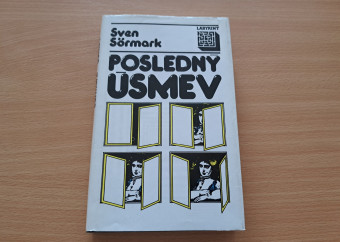 Sven
Sörmark
LABYRINT
POSLEDNÝ
ÚSMEV